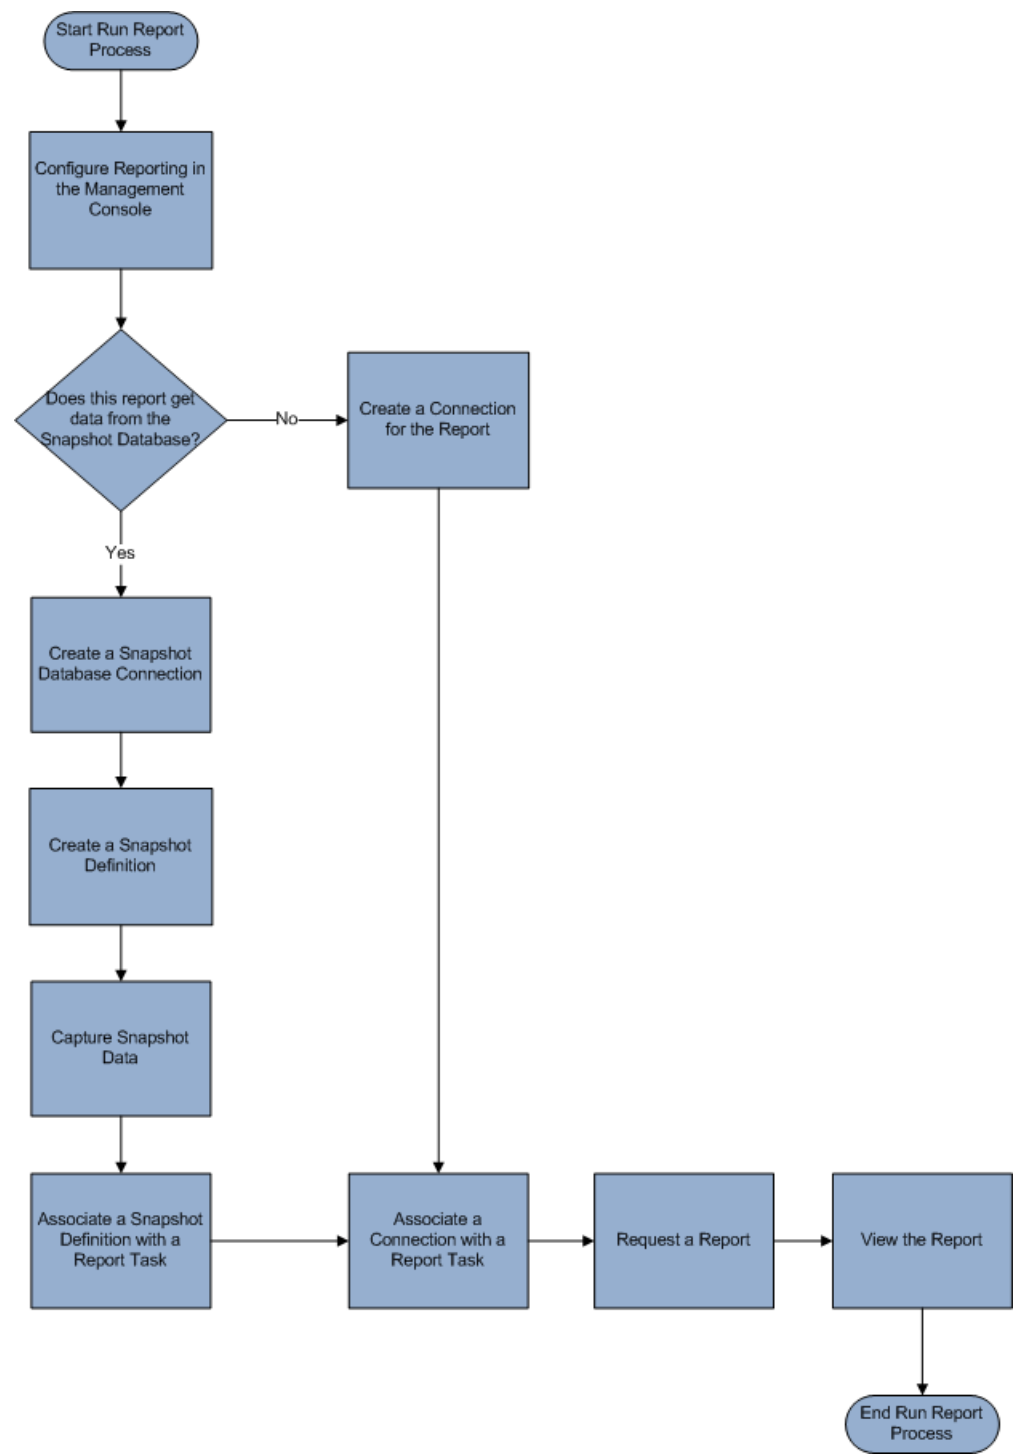 Start Run Report
Process
Configure Reporting in
the Management
Console
Does this report get
data from the
Snapshot Database?
No
Create a Connection
for the Report
Yes
Create a Snapshot
Database Connection
Create a Snapshot
Definition
Capture Snapshot
Data
Associate a Snapshot
Definition with a
Report Task
Associate a
Connection with a
Report Task
Request a Report
View the Report
End Run Report
Process